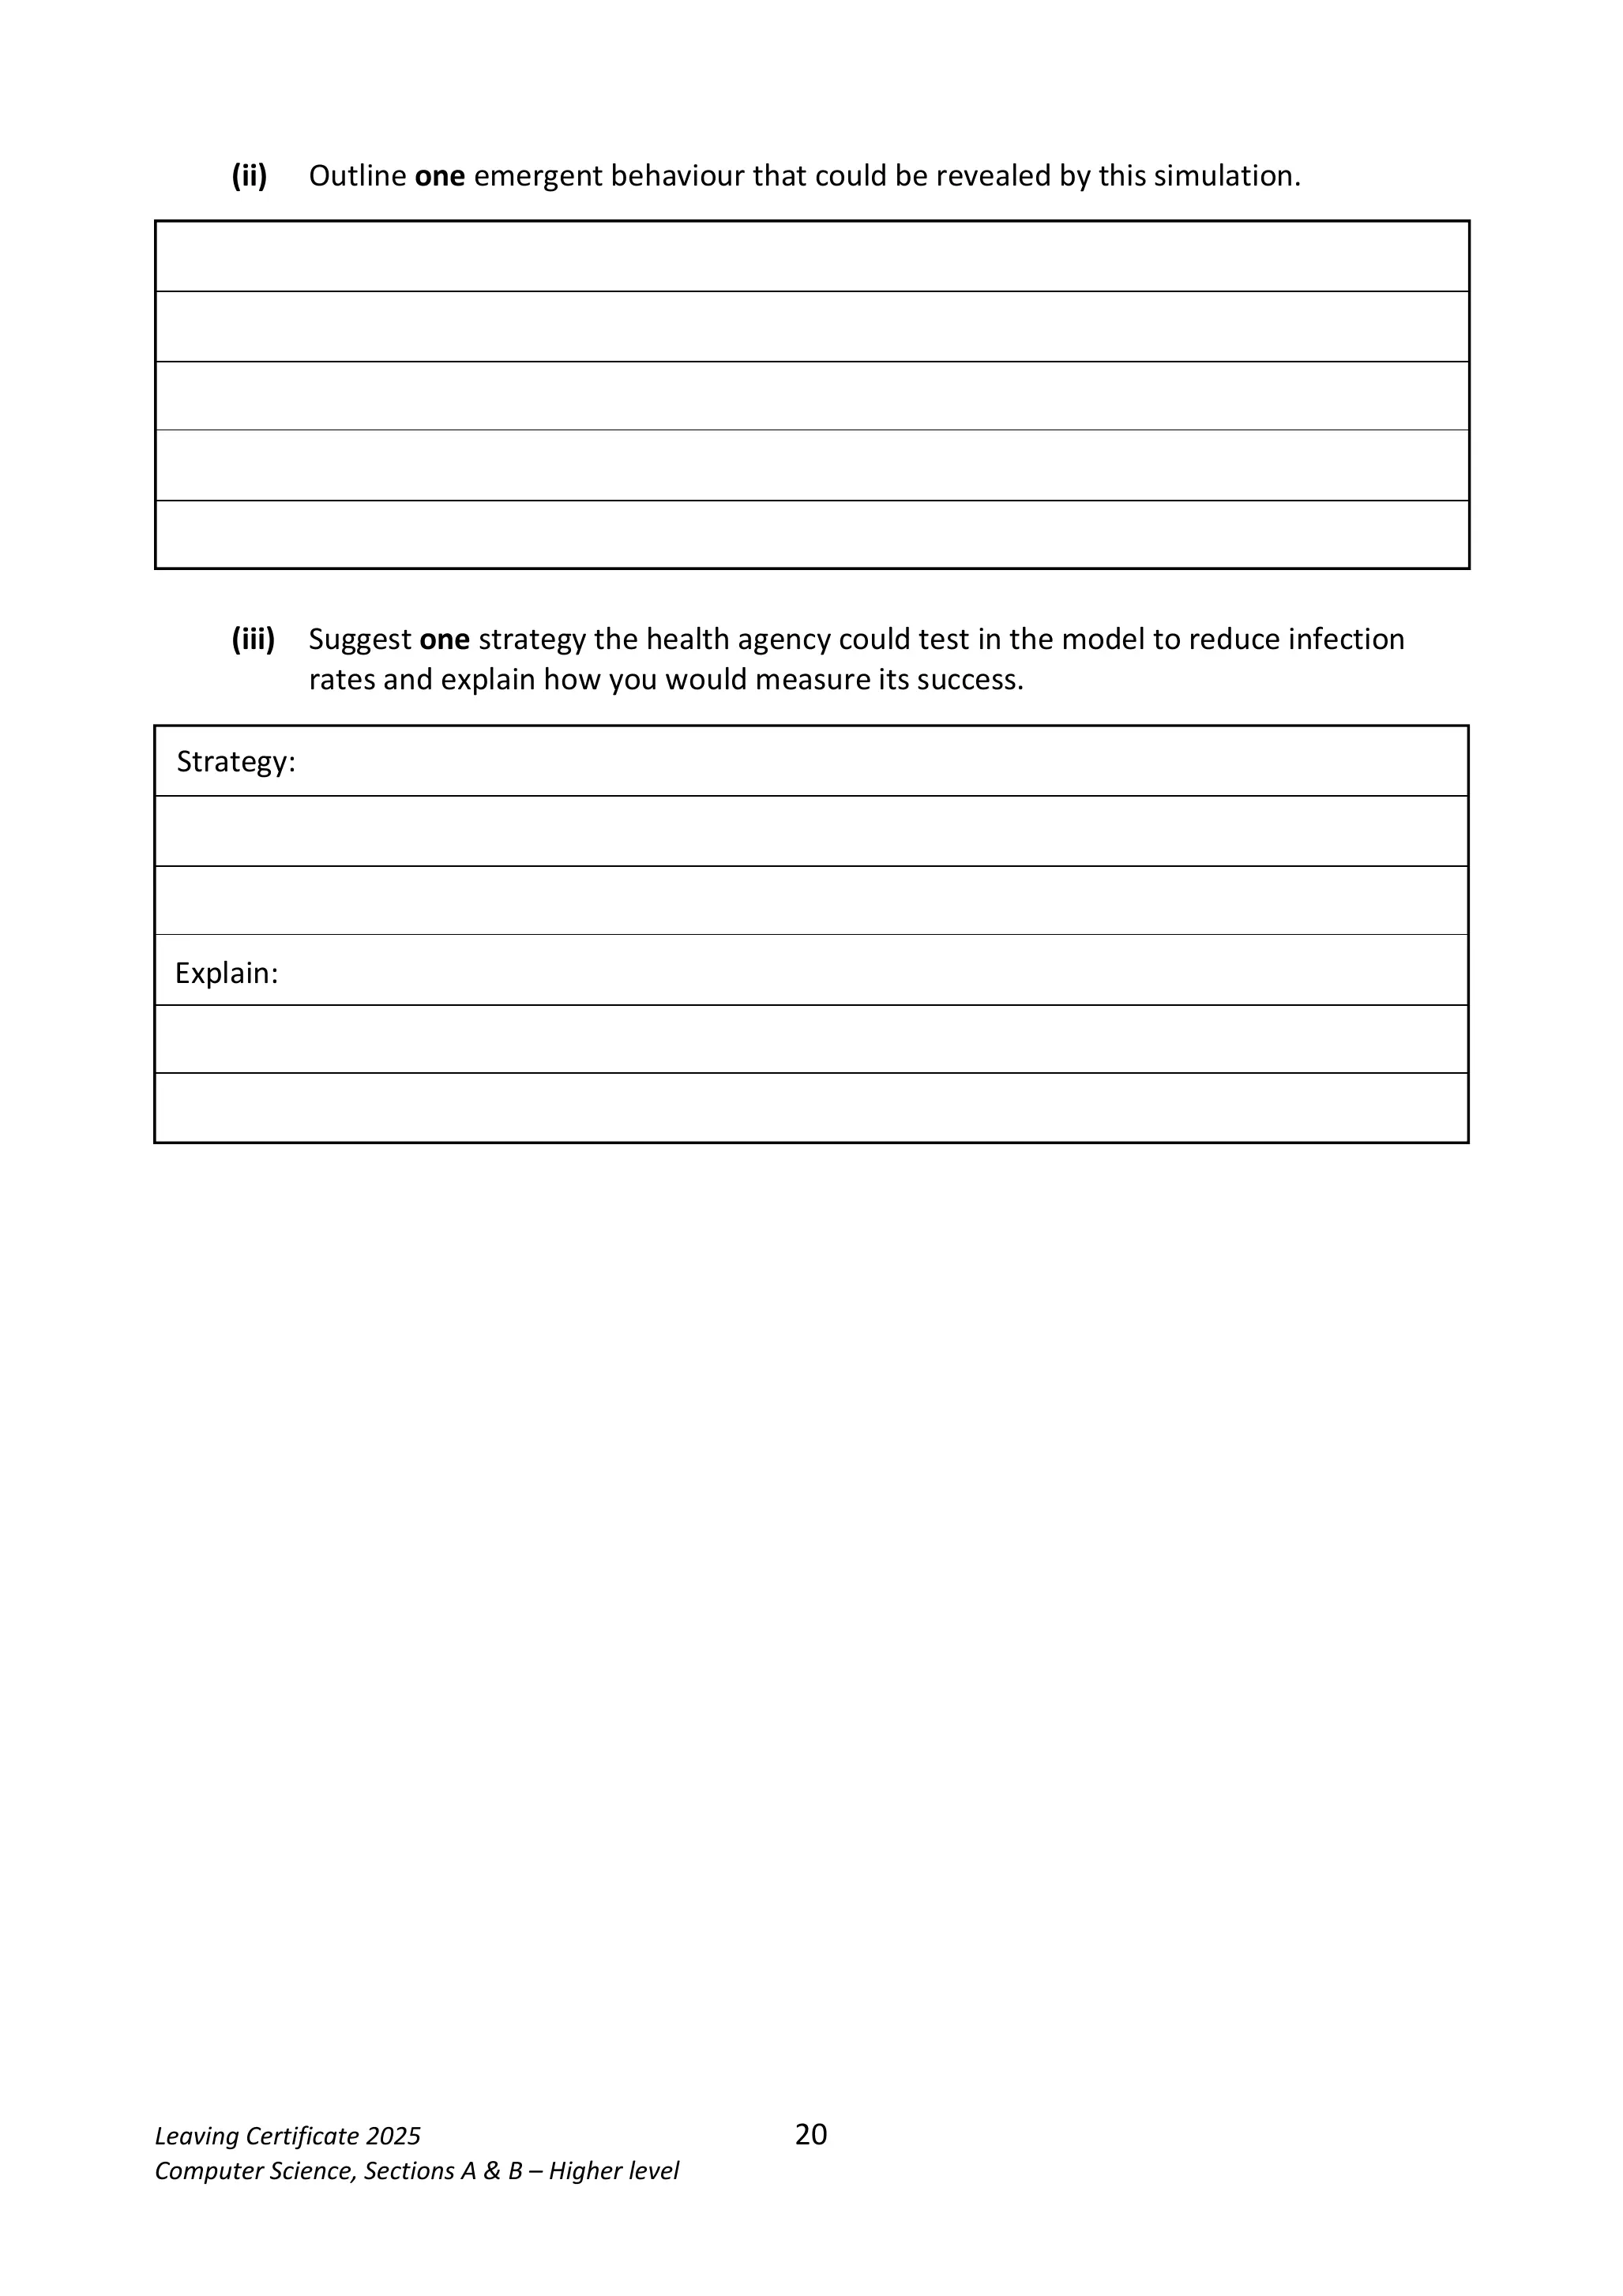 (ii) Outline one emergent behaviour that could be revealed by this simulation.
(iii) Suggest one strategy the health agency could test in the model to reduce infection
rates and explain how you would measure its success.
Strategy:
Explain:
Leaving Certificate 2025
20
Computer Science, Sections A & B – Higher level